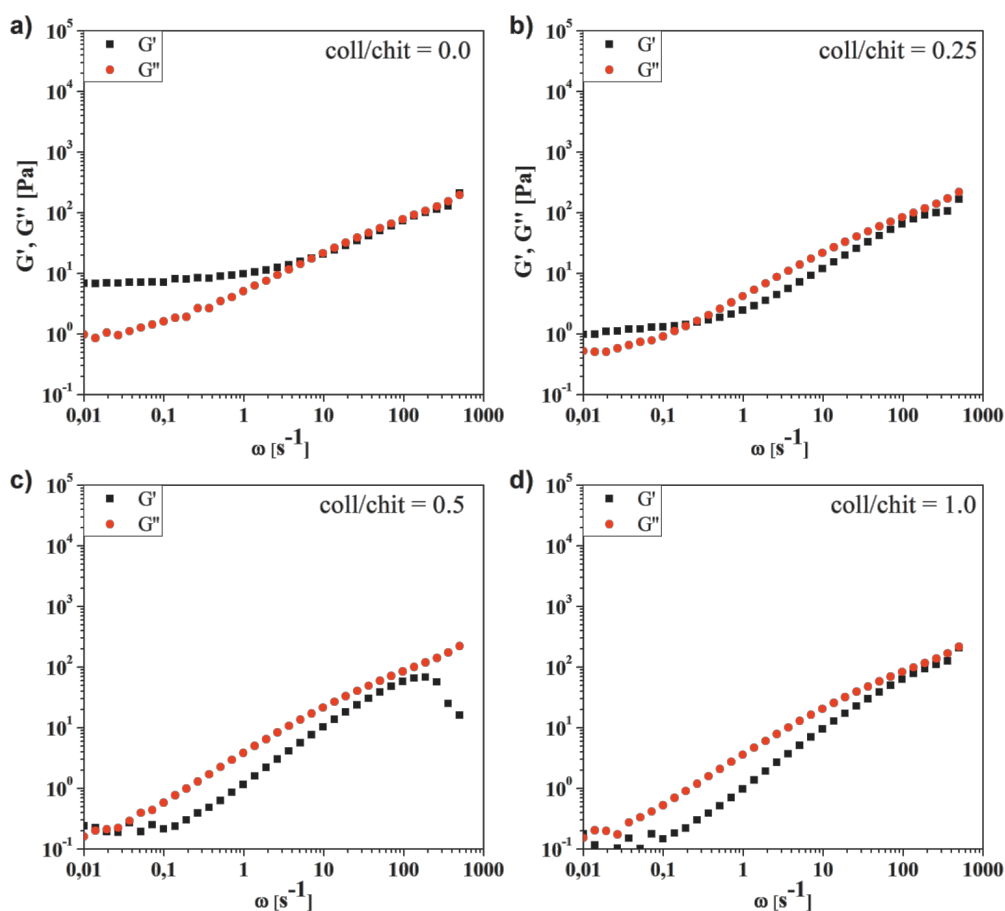 a)
G'
G"
coll/chit = 0.0
10^5
10^4
10^3
10^2
10^1
10^0
10^-1
G', G" [Pa]
0,01 0,1 1 10 100 1000
ω [s^-1]
b)
G'
G"
coll/chit = 0.25
10^5
10^4
10^3
10^2
10^1
10^0
10^-1
G', G" [Pa]
0,01 0,1 1 10 100 1000
ω [s^-1]
c)
G'
G"
coll/chit = 0.5
10^5
10^4
10^3
10^2
10^1
10^0
10^-1
0,01 0,1 1 10 100 1000
ω [s^-1]
d)
G'
G"
coll/chit = 1.0
10^5
10^4
10^3
10^2
10^1
10^0
10^-1
0,01 0,1 1 10 100 1000
ω [s^-1]